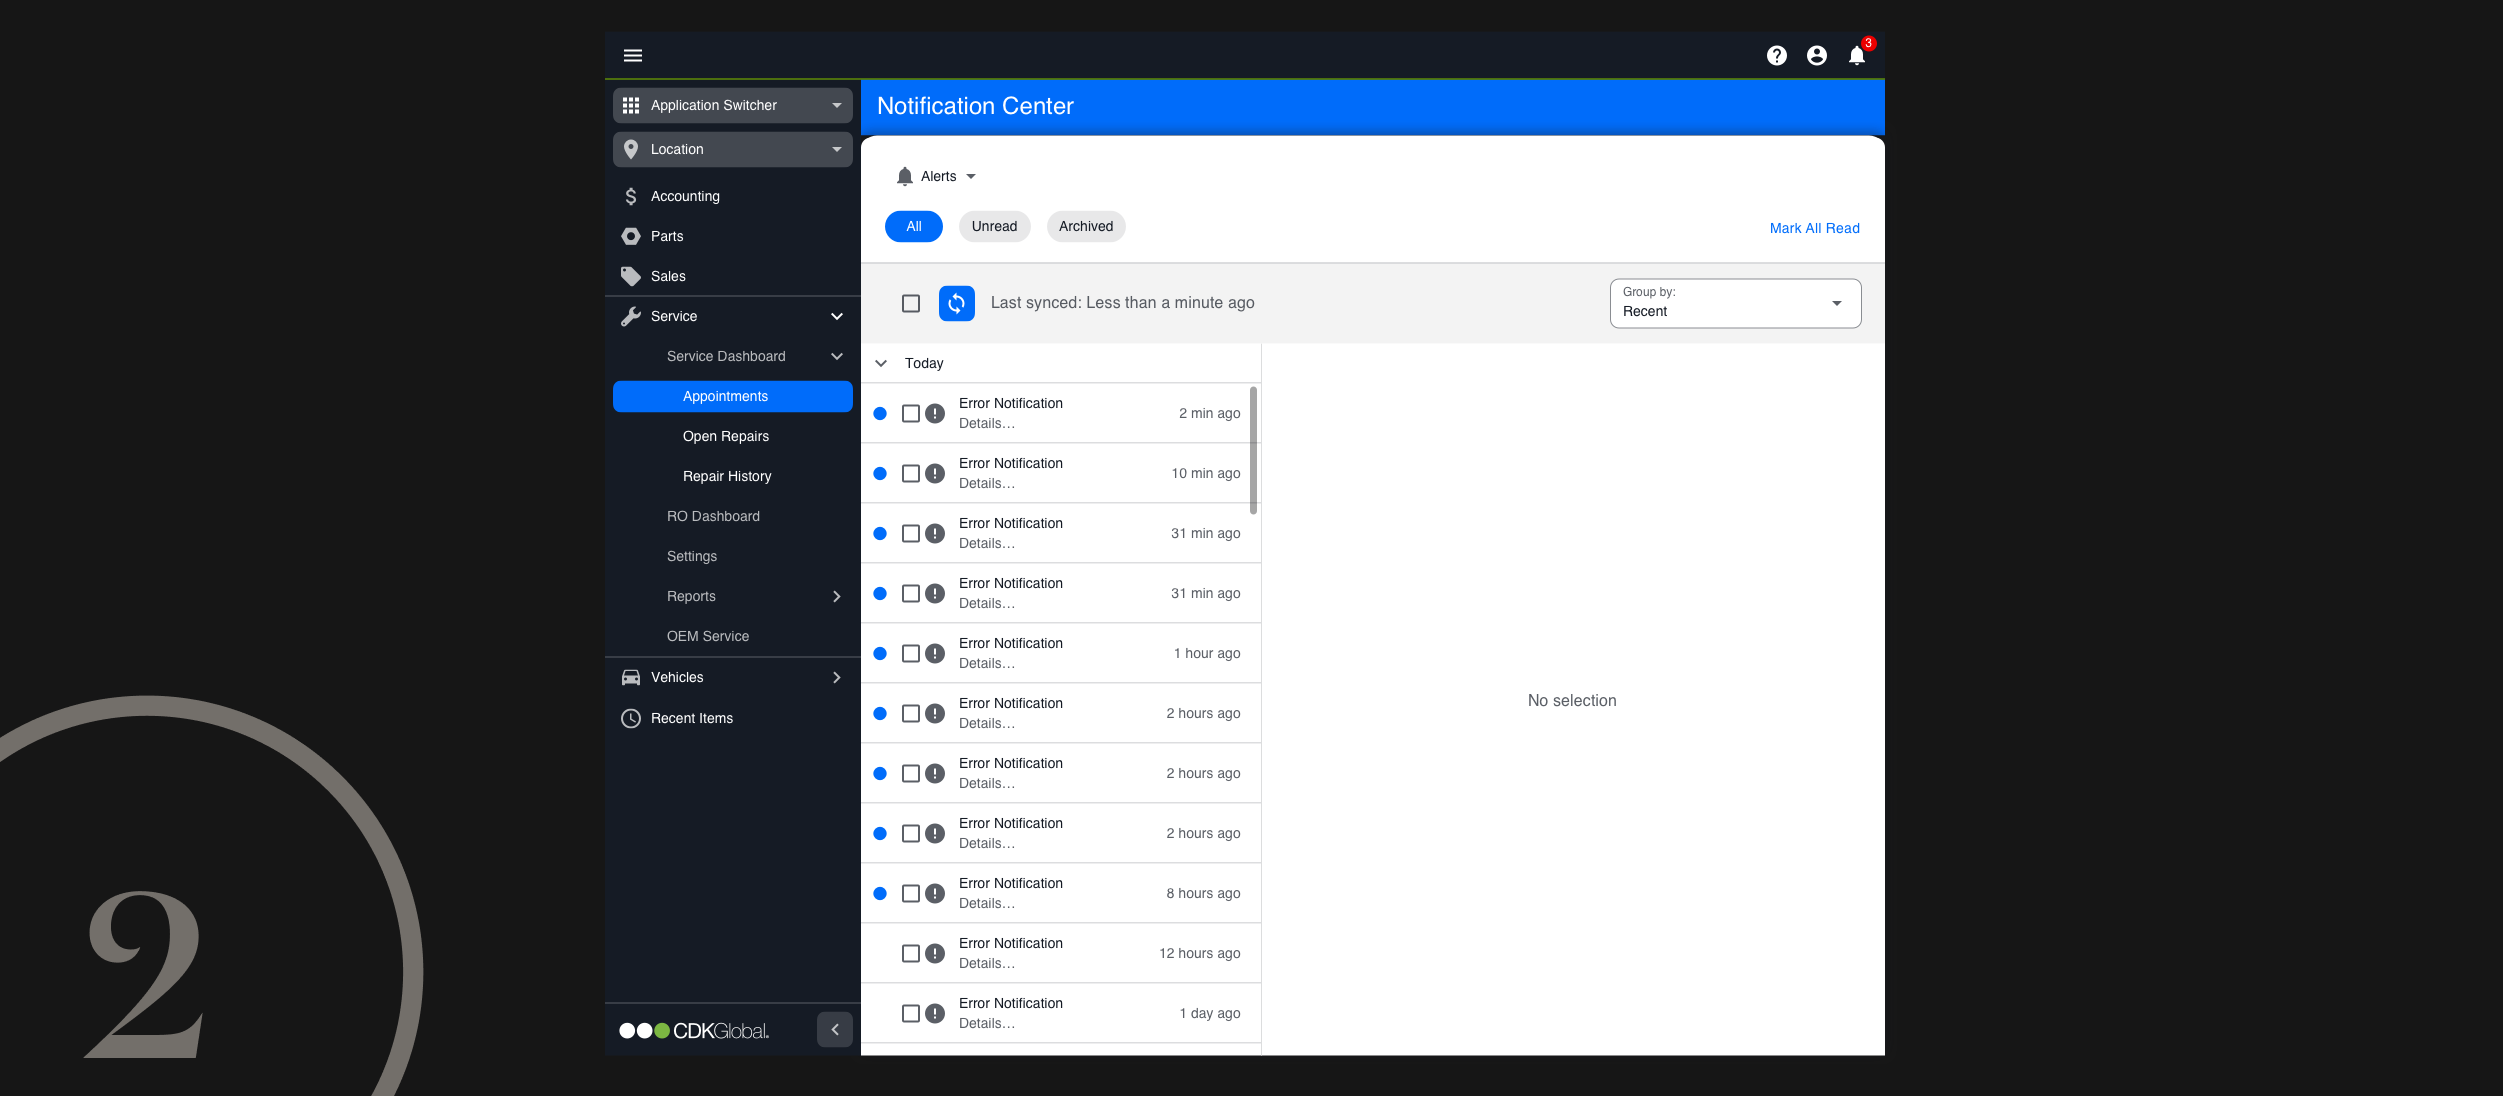 3
Application Switcher
Location
Accounting
Parts
Sales
Service
Service Dashboard
Appointments
Open Repairs
Repair History
RO Dashboard
Settings
Reports
OEM Service
Vehicles
Recent Items
CDKGlobal.
Notification Center
Alerts
All Unread Archived Mark All Read
Last synced: Less than a minute ago
Group by:
Recent
Today
Error Notification
Details... 2 min ago
Error Notification
Details... 10 min ago
Error Notification
Details... 31 min ago
Error Notification
Details... 31 min ago
Error Notification
Details... 1 hour ago
Error Notification
Details... 2 hours ago
Error Notification
Details... 2 hours ago
Error Notification
Details... 2 hours ago
Error Notification
Details... 8 hours ago
Error Notification
Details... 12 hours ago
Error Notification
Details... 1 day ago
No selection
2